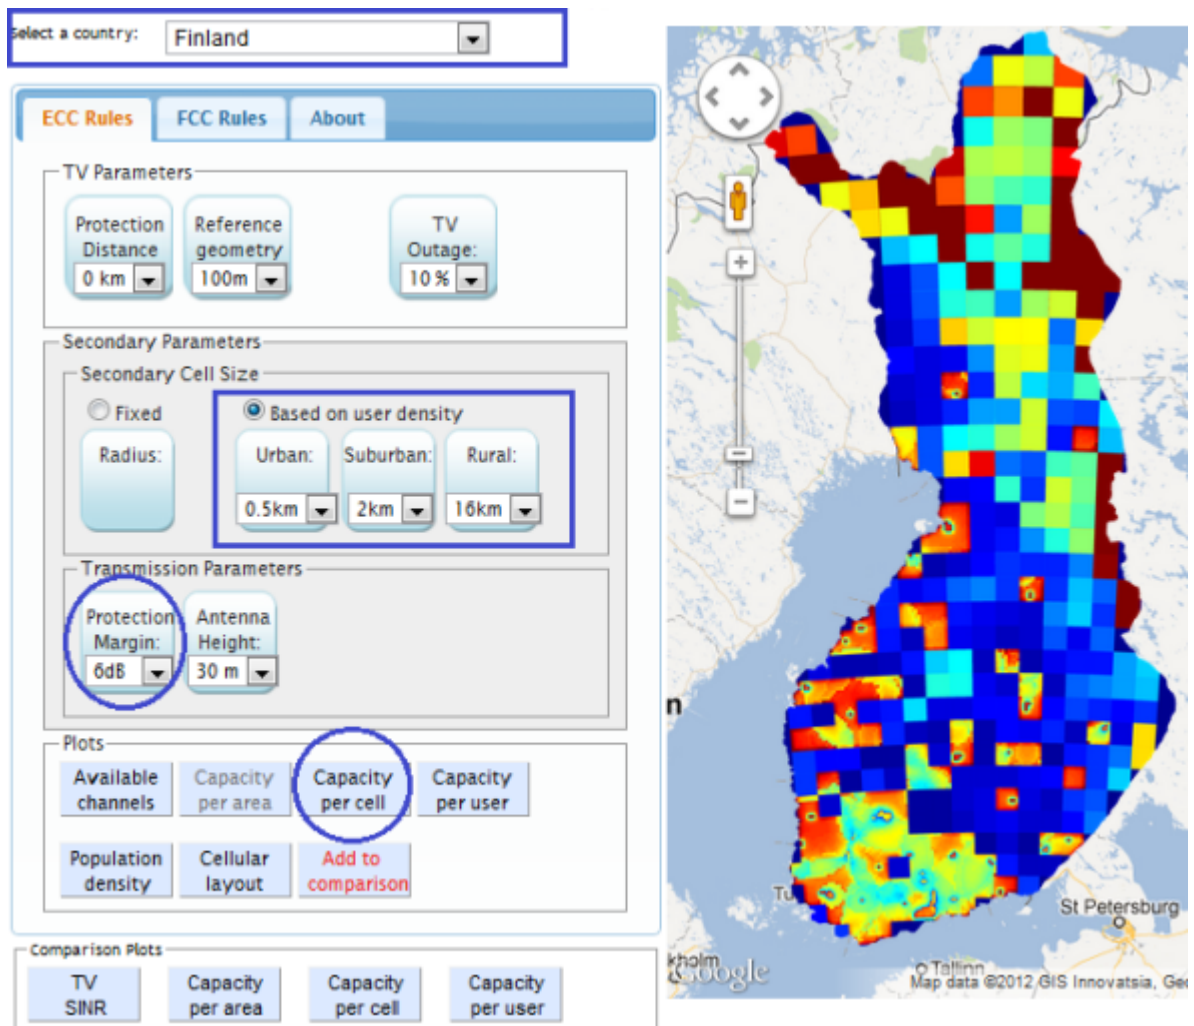 Select a country:
Finland
ECC Rules
FCC Rules
About
TV Parameters
Protection
Distance
0 km
Reference
geometry
100m
TV
Outage:
10 %
Secondary Parameters
Secondary Cell Size
Fixed
Radius:
Based on user density
Urban:
0.5km
Suburban:
2km
Rural:
16km
Transmission Parameters
Protection
Margin:
6dB
Antenna
Height:
30 m
Plots
Available
channels
Capacity
per area
Capacity
per cell
Capacity
per user
Population
density
Cellular
layout
Add to
comparison
Comparison Plots
TV
SINR
Capacity
per area
Capacity
per cell
Capacity
per user
n
Tu
St Petersburg
kholm
Google
Tallinn
Map data ©2012 GIS Innovatsia, Geo